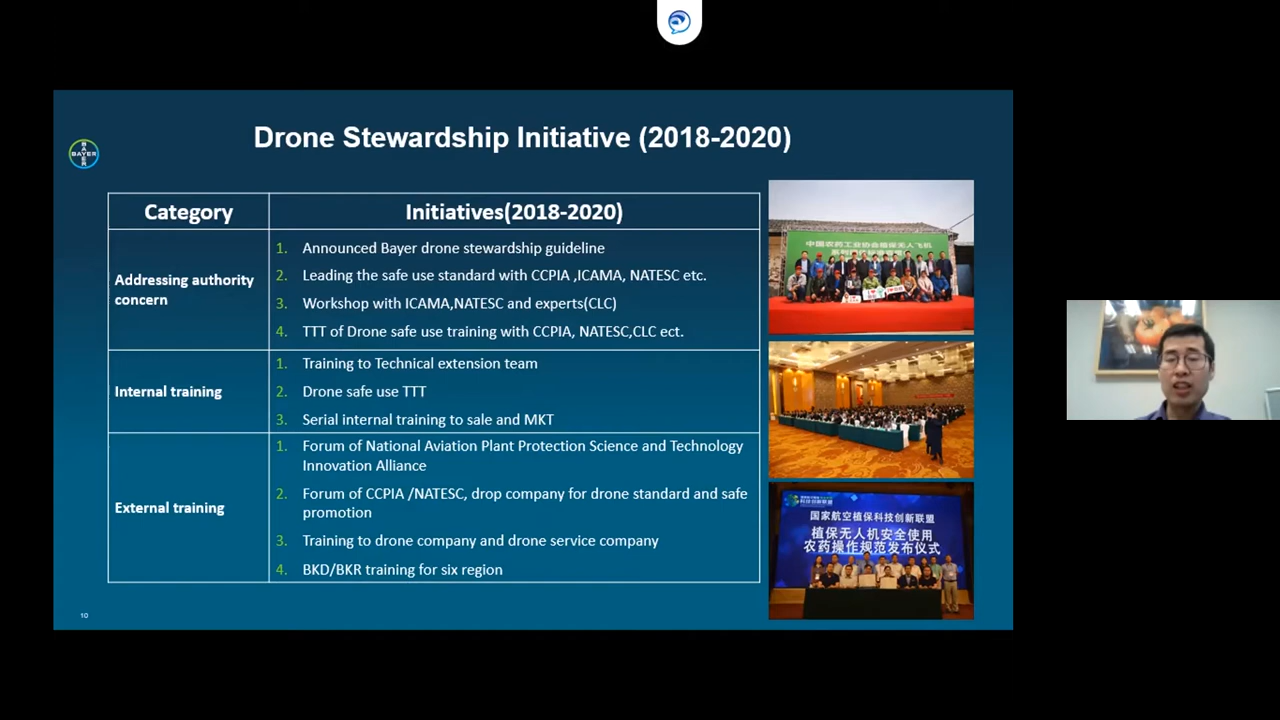 Drone Stewardship Initiative (2018-2020)
BAYER
BAYER
Category
Initiatives(2018-2020)
Addressing authority
concern
1. Announced Bayer drone stewardship guideline
2. Leading the safe use standard with CCPIA ,ICAMA, NATESC etc.
3. Workshop with ICAMA,NATESC and experts(CLC)
4. TTT of Drone safe use training with CCPIA, NATESC,CLC ect.
Internal training
1. Training to Technical extension team
2. Drone safe use TTT
3. Serial internal training to sale and MKT
External training
1. Forum of National Aviation Plant Protection Science and Technology
Innovation Alliance
2. Forum of CCPIA /NATESC, drop company for drone standard and safe
promotion
3. Training to drone company and drone service company
4. BKD/BKR training for six region
中国农药工业协会植保无人飞机
国家航空植保科技创新联盟
植保无人机安全使用
农药操作规范发布仪式
10